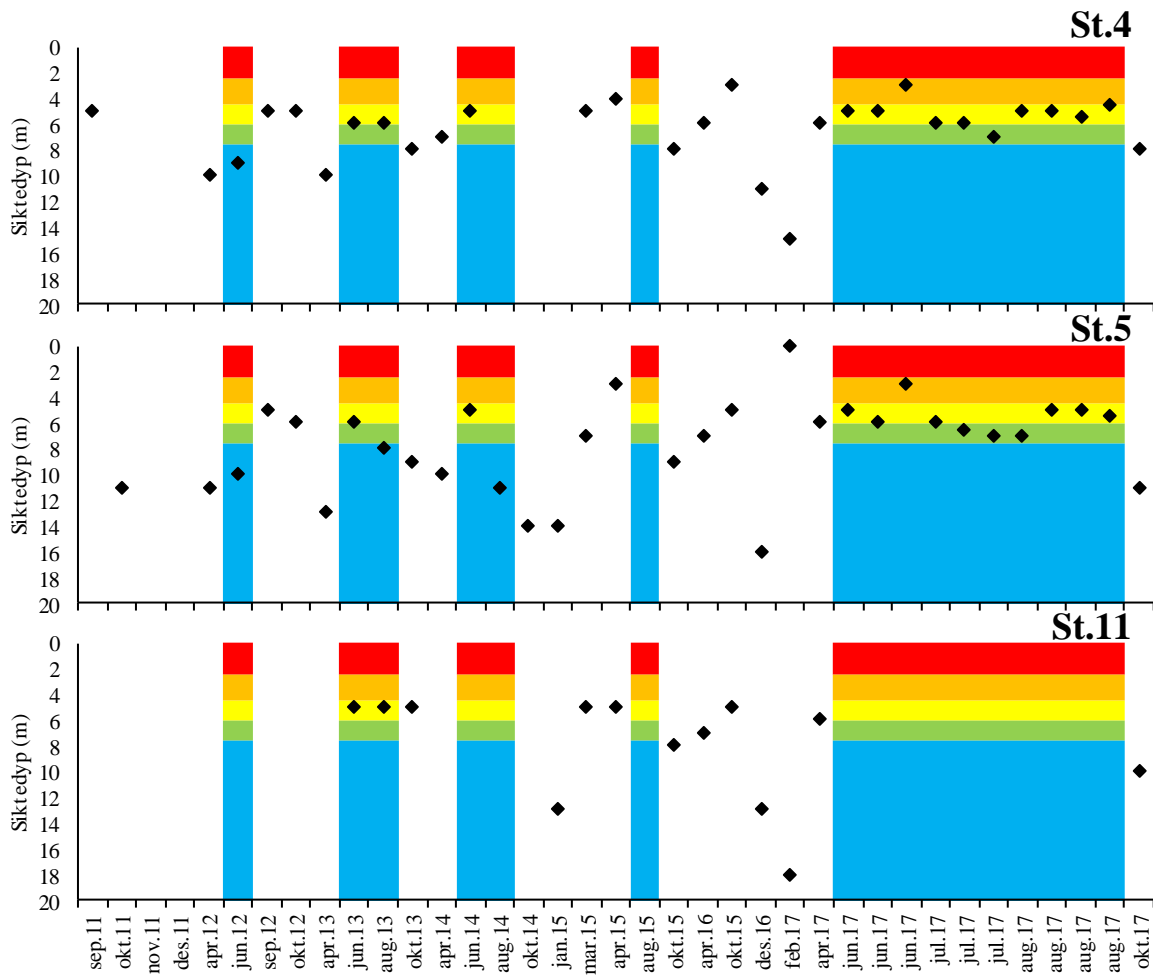 St.4
Siktedyp (m)
0
2
4
6
8
10
12
14
16
18
20
St.5
Siktedyp (m)
0
2
4
6
8
10
12
14
16
18
20
St.11
Siktedyp (m)
0
2
4
6
8
10
12
14
16
18
20
sep.11
okt.11
nov.11
des.11
apr.12
jun.12
sep.12
okt.12
apr.13
jun.13
aug.13
okt.13
apr.14
jun.14
aug.14
okt.14
jan.15
mar.15
apr.15
aug.15
okt.15
apr.16
okt.15
des.16
feb.17
apr.17
jun.17
jun.17
jun.17
jul.17
jul.17
jul.17
aug.17
aug.17
aug.17
aug.17
okt.17